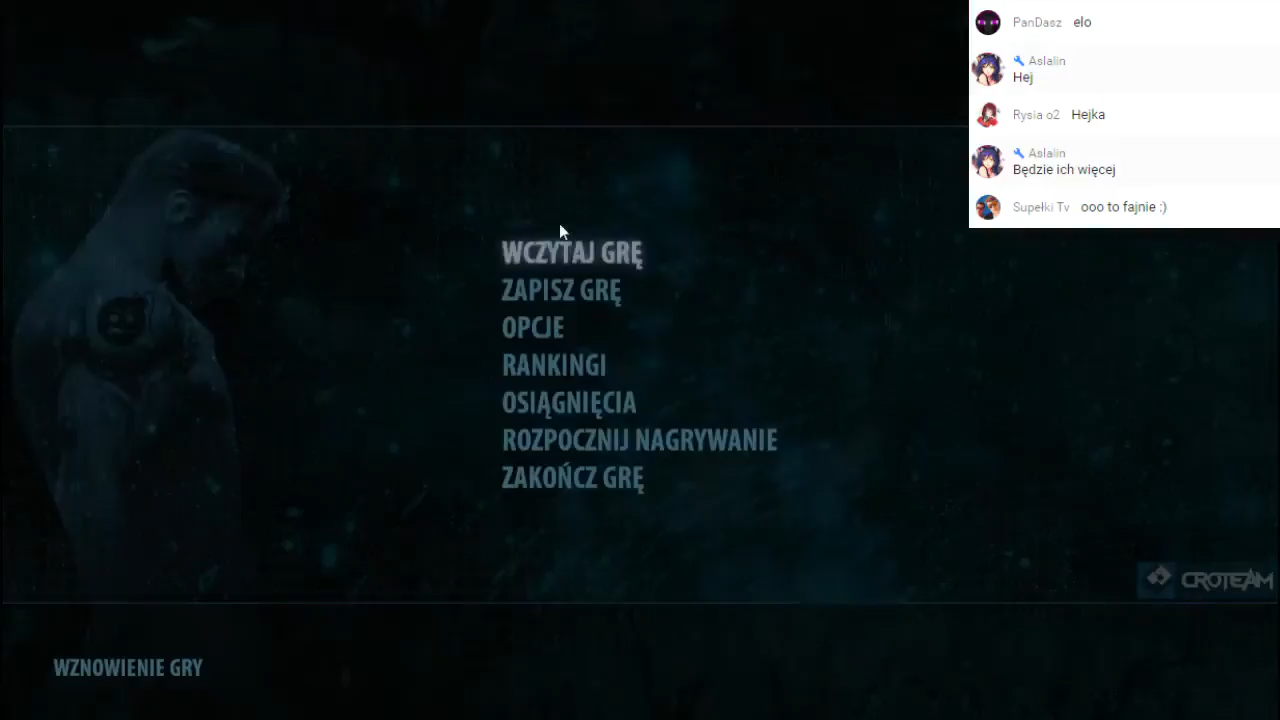 PanDasz elo
Aslalin
Hej
Rysia o2 Hejka
Aslalin
Będzie ich więcej
Supełki Tv ooo to fajnie :)
WCZYTAJ GRĘ
ZAPISZ GRĘ
OPCJE
RANKINGI
OSIĄGNIĘCIA
ROZPOCZNIJ NAGRYWANIE
ZAKOŃCZ GRĘ
CROTEAM
WZNOWIENIE GRY